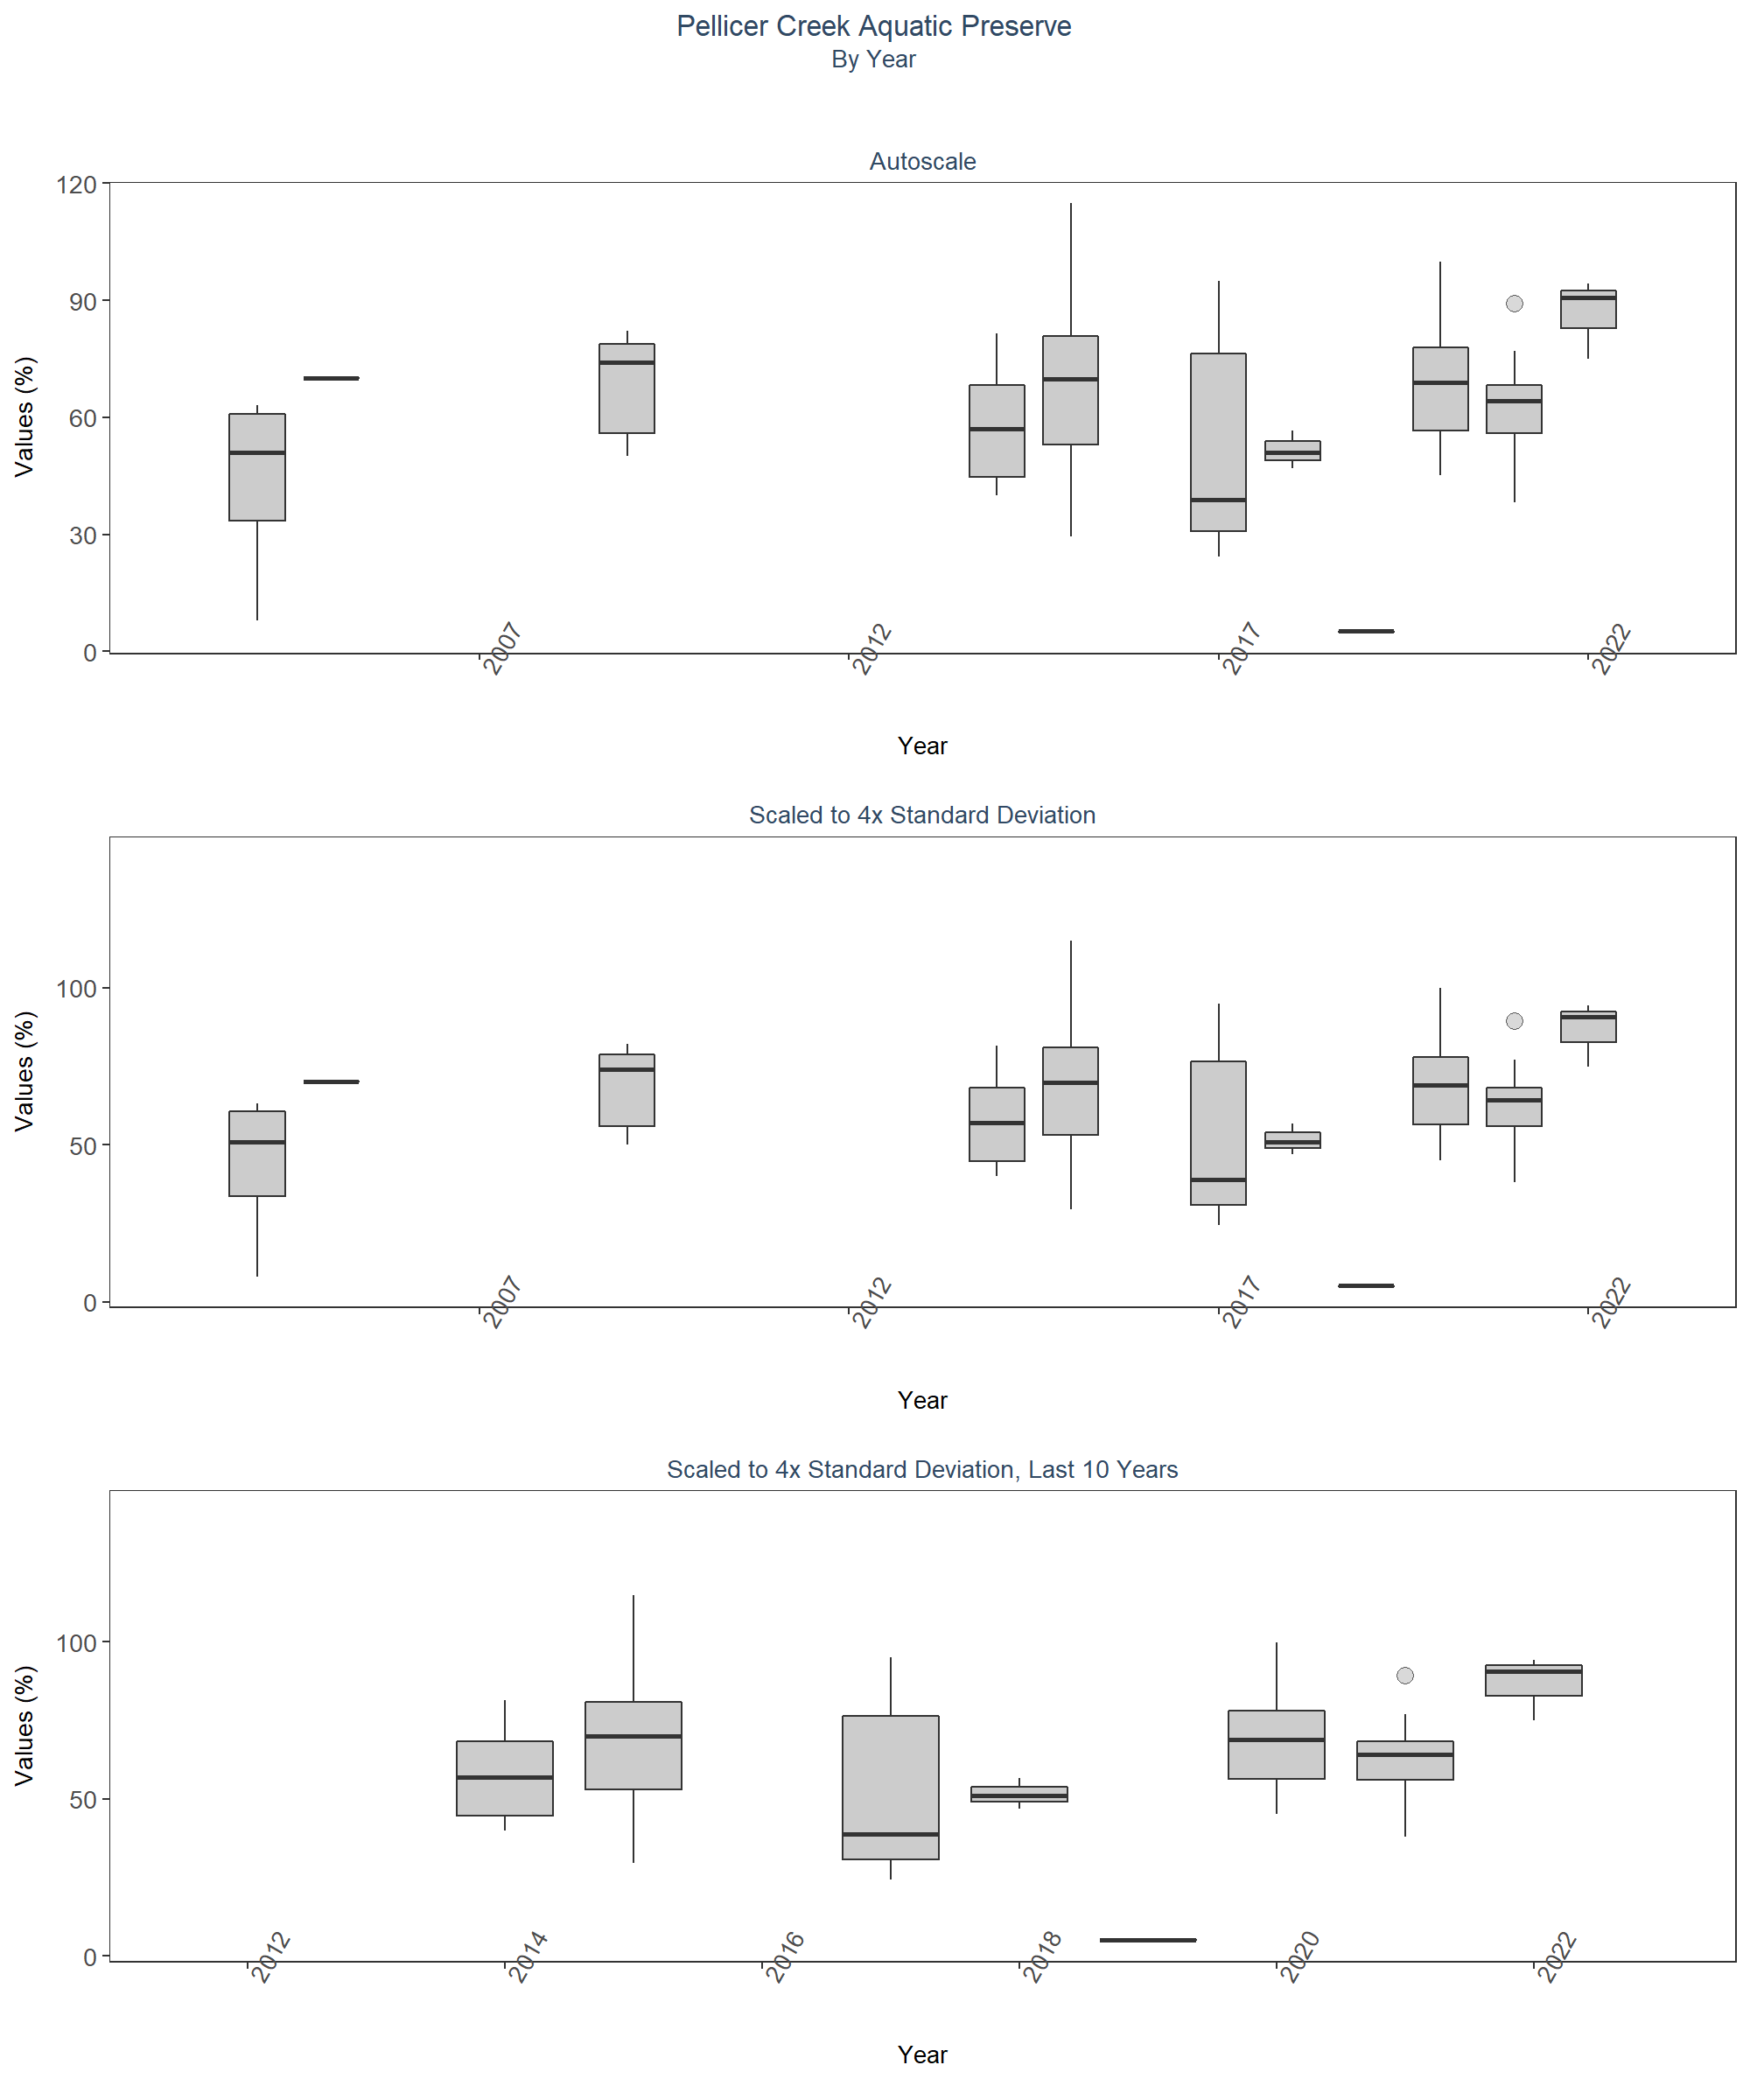 Pellicer Creek Aquatic Preserve
By Year
Autoscale
120
90
60
30
0
Values (%)
2007
2012
2017
2022
Year
Scaled to 4x Standard Deviation
100
50
0
Values (%)
2007
2012
2017
2022
Year
Scaled to 4x Standard Deviation, Last 10 Years
100
50
0
Values (%)
2012
2014
2016
2018
2020
2022
Year